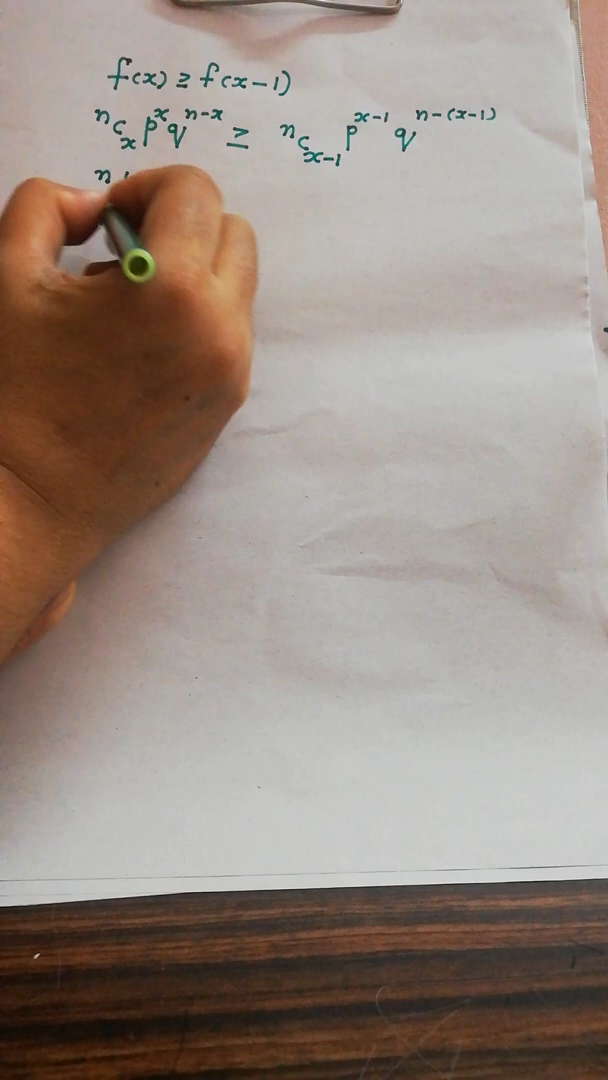 f(x) ≥ f(x-1)
ⁿCₓ pˣ qⁿ⁻ˣ ≥ ⁿCₓ₋₁ pˣ⁻¹ qⁿ⁻⁽ˣ⁻¹⁾
n